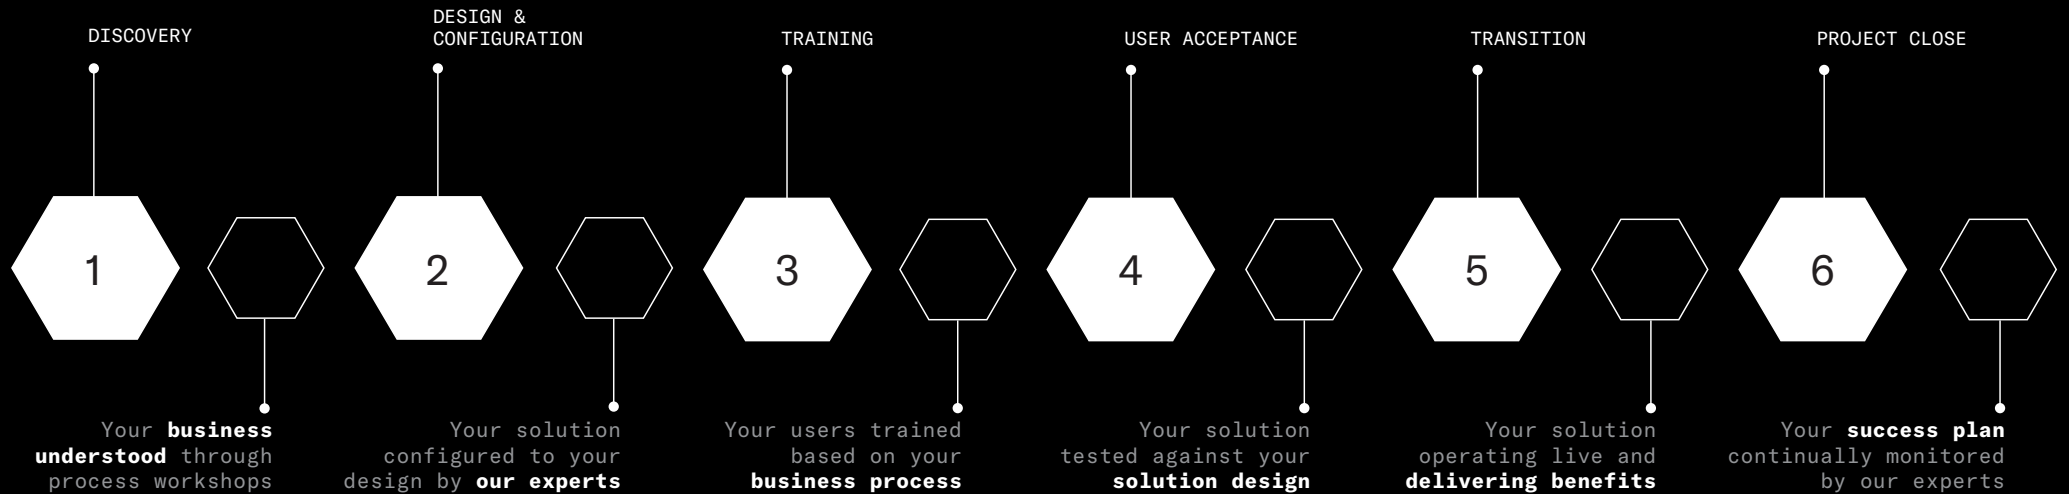 DISCOVERY
DESIGN &
CONFIGURATION
TRAINING
USER ACCEPTANCE
TRANSITION
PROJECT CLOSE
1
2
3
4
5
6
Your business
understood through
process workshops
Your solution
configured to your
design by our experts
Your users trained
based on your
business process
Your solution
tested against your
solution design
Your solution
operating live and
delivering benefits
Your success plan
continually monitored
by our experts